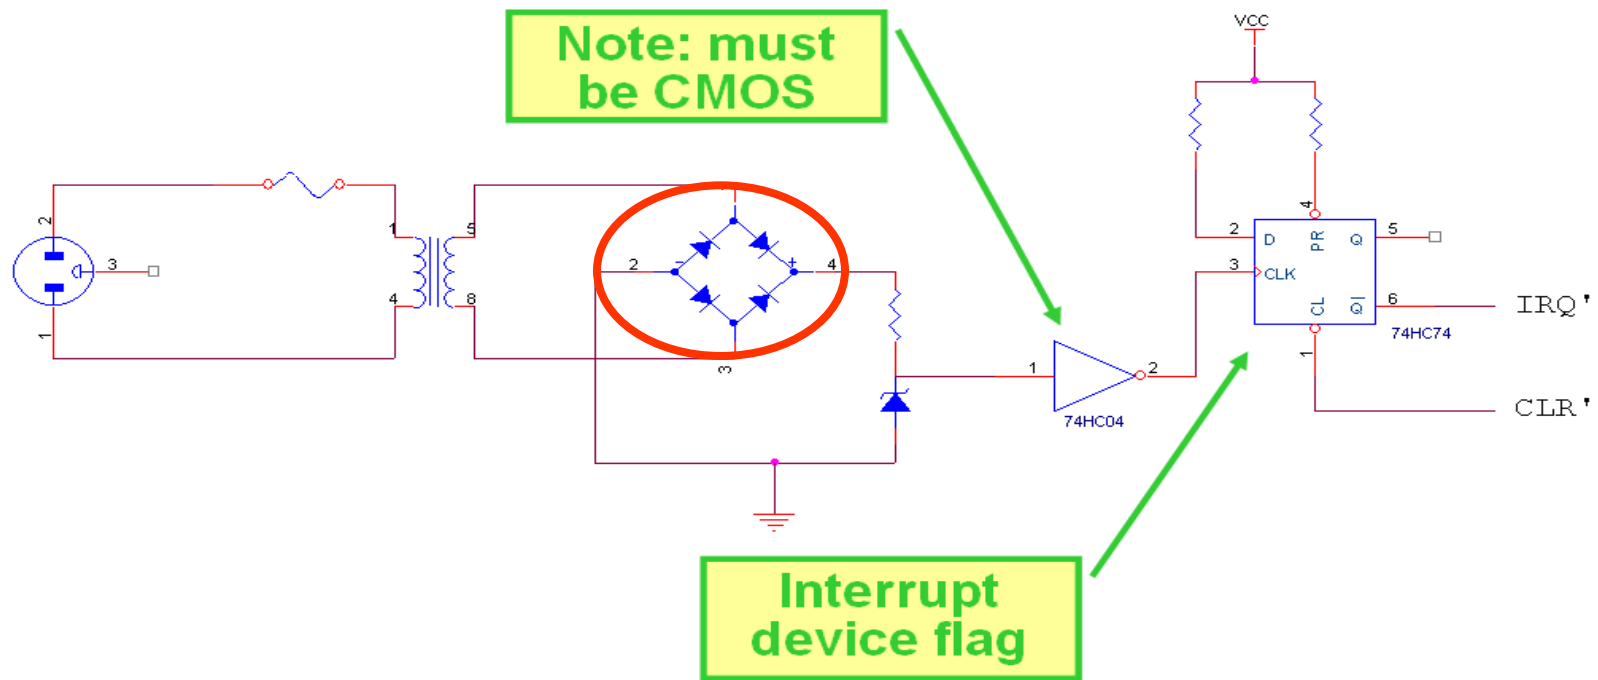 Note: must
be CMOS
VCC
2
3
1
1
4
5
8
2
-
+
4
3
1
2
74HC04
4
2
D
PR
Q
5
3
CLK
CL
Q|
6
IRQ'
74HC74
1
CLR'
Interrupt
device flag